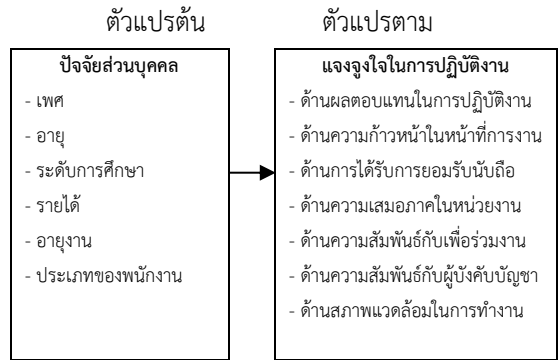 ตัวแปรต้น ตัวแปรตาม
ปัจจัยส่วนบุคคล
- เพศ
- อายุ
- ระดับการศึกษา
- รายได้
- อายุงาน
- ประเภทของพนักงาน
แจงจูงใจในการปฏิบัติงาน
- ด้านผลตอบแทนในการปฏิบัติงาน
- ด้านความก้าวหน้าในหน้าที่การงาน
- ด้านการได้รับการยอมรับนับถือ
- ด้านความเสมอภาคในหน่วยงาน
- ด้านความสัมพันธ์กับเพื่อร่วมงาน
- ด้านความสัมพันธ์กับผู้บังคับบัญชา
- ด้านสภาพแวดล้อมในการทำงาน